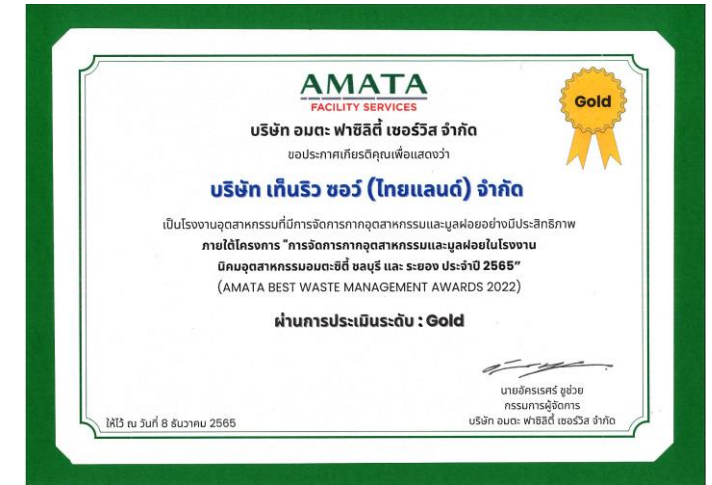 AMATA
FACILITY SERVICES
Gold
บริษัท อมตะ ฟาซิลิตี้ เซอร์วิส จำกัด
ขอประกาศเกียรติคุณเพื่อแสดงว่า
บริษัท เท็นริว ซอว์ (ไทยแลนด์) จำกัด
เป็นโรงงานอุตสาหกรรมที่มีการจัดการกากอุตสาหกรรมและมูลฝอยอย่างมีประสิทธิภาพ
ภายใต้โครงการ "การจัดการกากอุตสาหกรรมและมูลฝอยในโรงงาน
นิคมอุตสาหกรรมอมตะซิตี้ ชลบุรี และ ระยอง ประจำปี 2565"
(AMATA BEST WASTE MANAGEMENT AWARDS 2022)
ผ่านการประเมินระดับ : Gold
นายอัครเรศร์ ชูช่วย
กรรมการผู้จัดการ
บริษัท อมตะ ฟาซิลิตี้ เซอร์วิส จำกัด
ให้ไว้ ณ วันที่ 8 ธันวาคม 2565